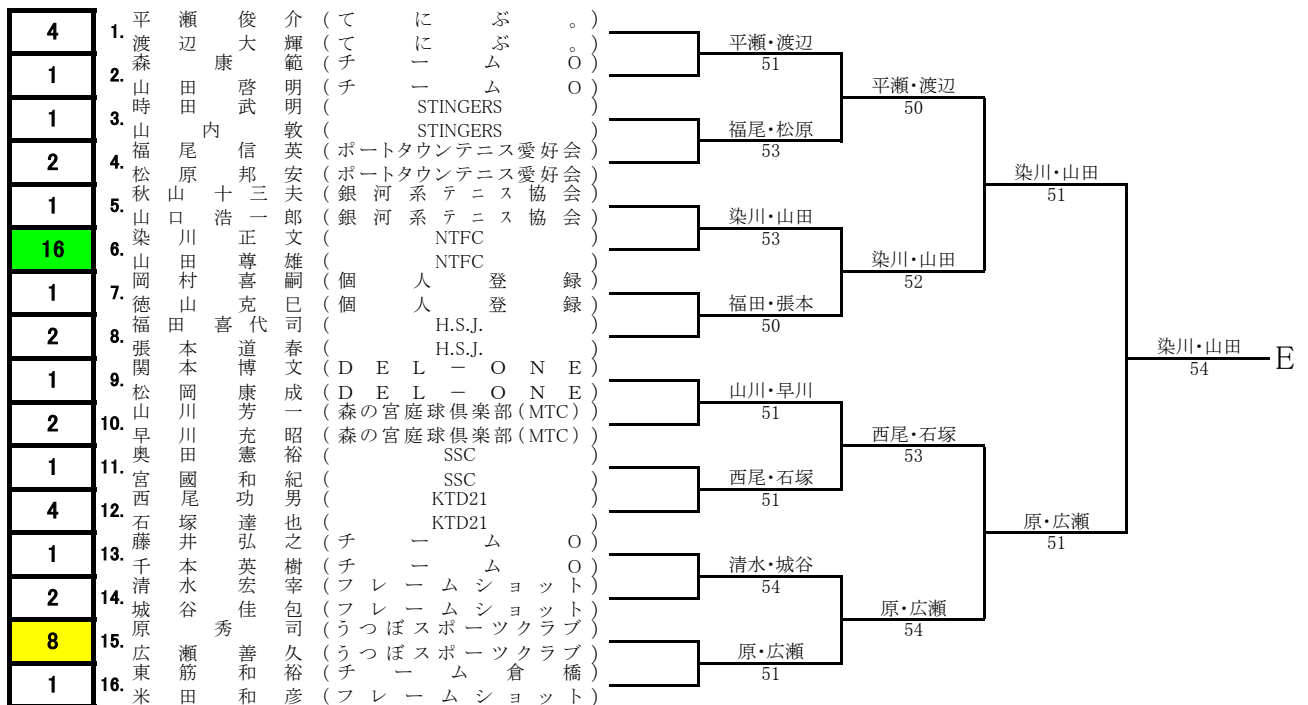 4
1. 平瀬俊介 (てにぶ。)
渡辺大輝 (てにぶ。)
1
2. 森康範 (チームO)
山田啓明 (チームO)
1
3. 時田武明 (STINGERS)
山内敦 (STINGERS)
2
4. 福尾信英 (ポートタウンテニス愛好会)
松原邦安 (ポートタウンテニス愛好会)
1
5. 秋山十三夫 (銀河系テニス協会)
山口浩一郎 (銀河系テニス協会)
16
6. 染川正文 (NTFC)
山田尊雄 (NTFC)
1
7. 岡村喜嗣 (個人登録)
徳山克巳 (個人登録)
2
8. 福田喜代司 (H.S.J.)
張本道春 (H.S.J.)
1
9. 関本博文 (DEL－ONE)
松岡康成 (DEL－ONE)
2
10. 山川芳一 (森の宮庭球倶楽部(MTC))
早川充昭 (森の宮庭球倶楽部(MTC))
1
11. 奥田憲裕 (SSC)
宮國和紀 (SSC)
4
12. 西尾功男 (KTD21)
石塚達也 (KTD21)
1
13. 藤井弘之 (チームO)
千本英樹 (チームO)
2
14. 清水宏幸 (フレームショット)
城谷佳包 (フレームショット)
8
15. 原秀司 (うつぼスポーツクラブ)
広瀬善久 (うつぼスポーツクラブ)
1
16. 東筋和裕 (チーム倉橋)
米田和彦 (フレームショット)
平瀬・渡辺
51
福尾・松原
53
染川・山田
53
福田・張本
50
山川・早川
51
西尾・石塚
51
清水・城谷
54
原・広瀬
51
平瀬・渡辺
50
染川・山田
52
西尾・石塚
53
原・広瀬
54
染川・山田
51
原・広瀬
51
染川・山田
54
E